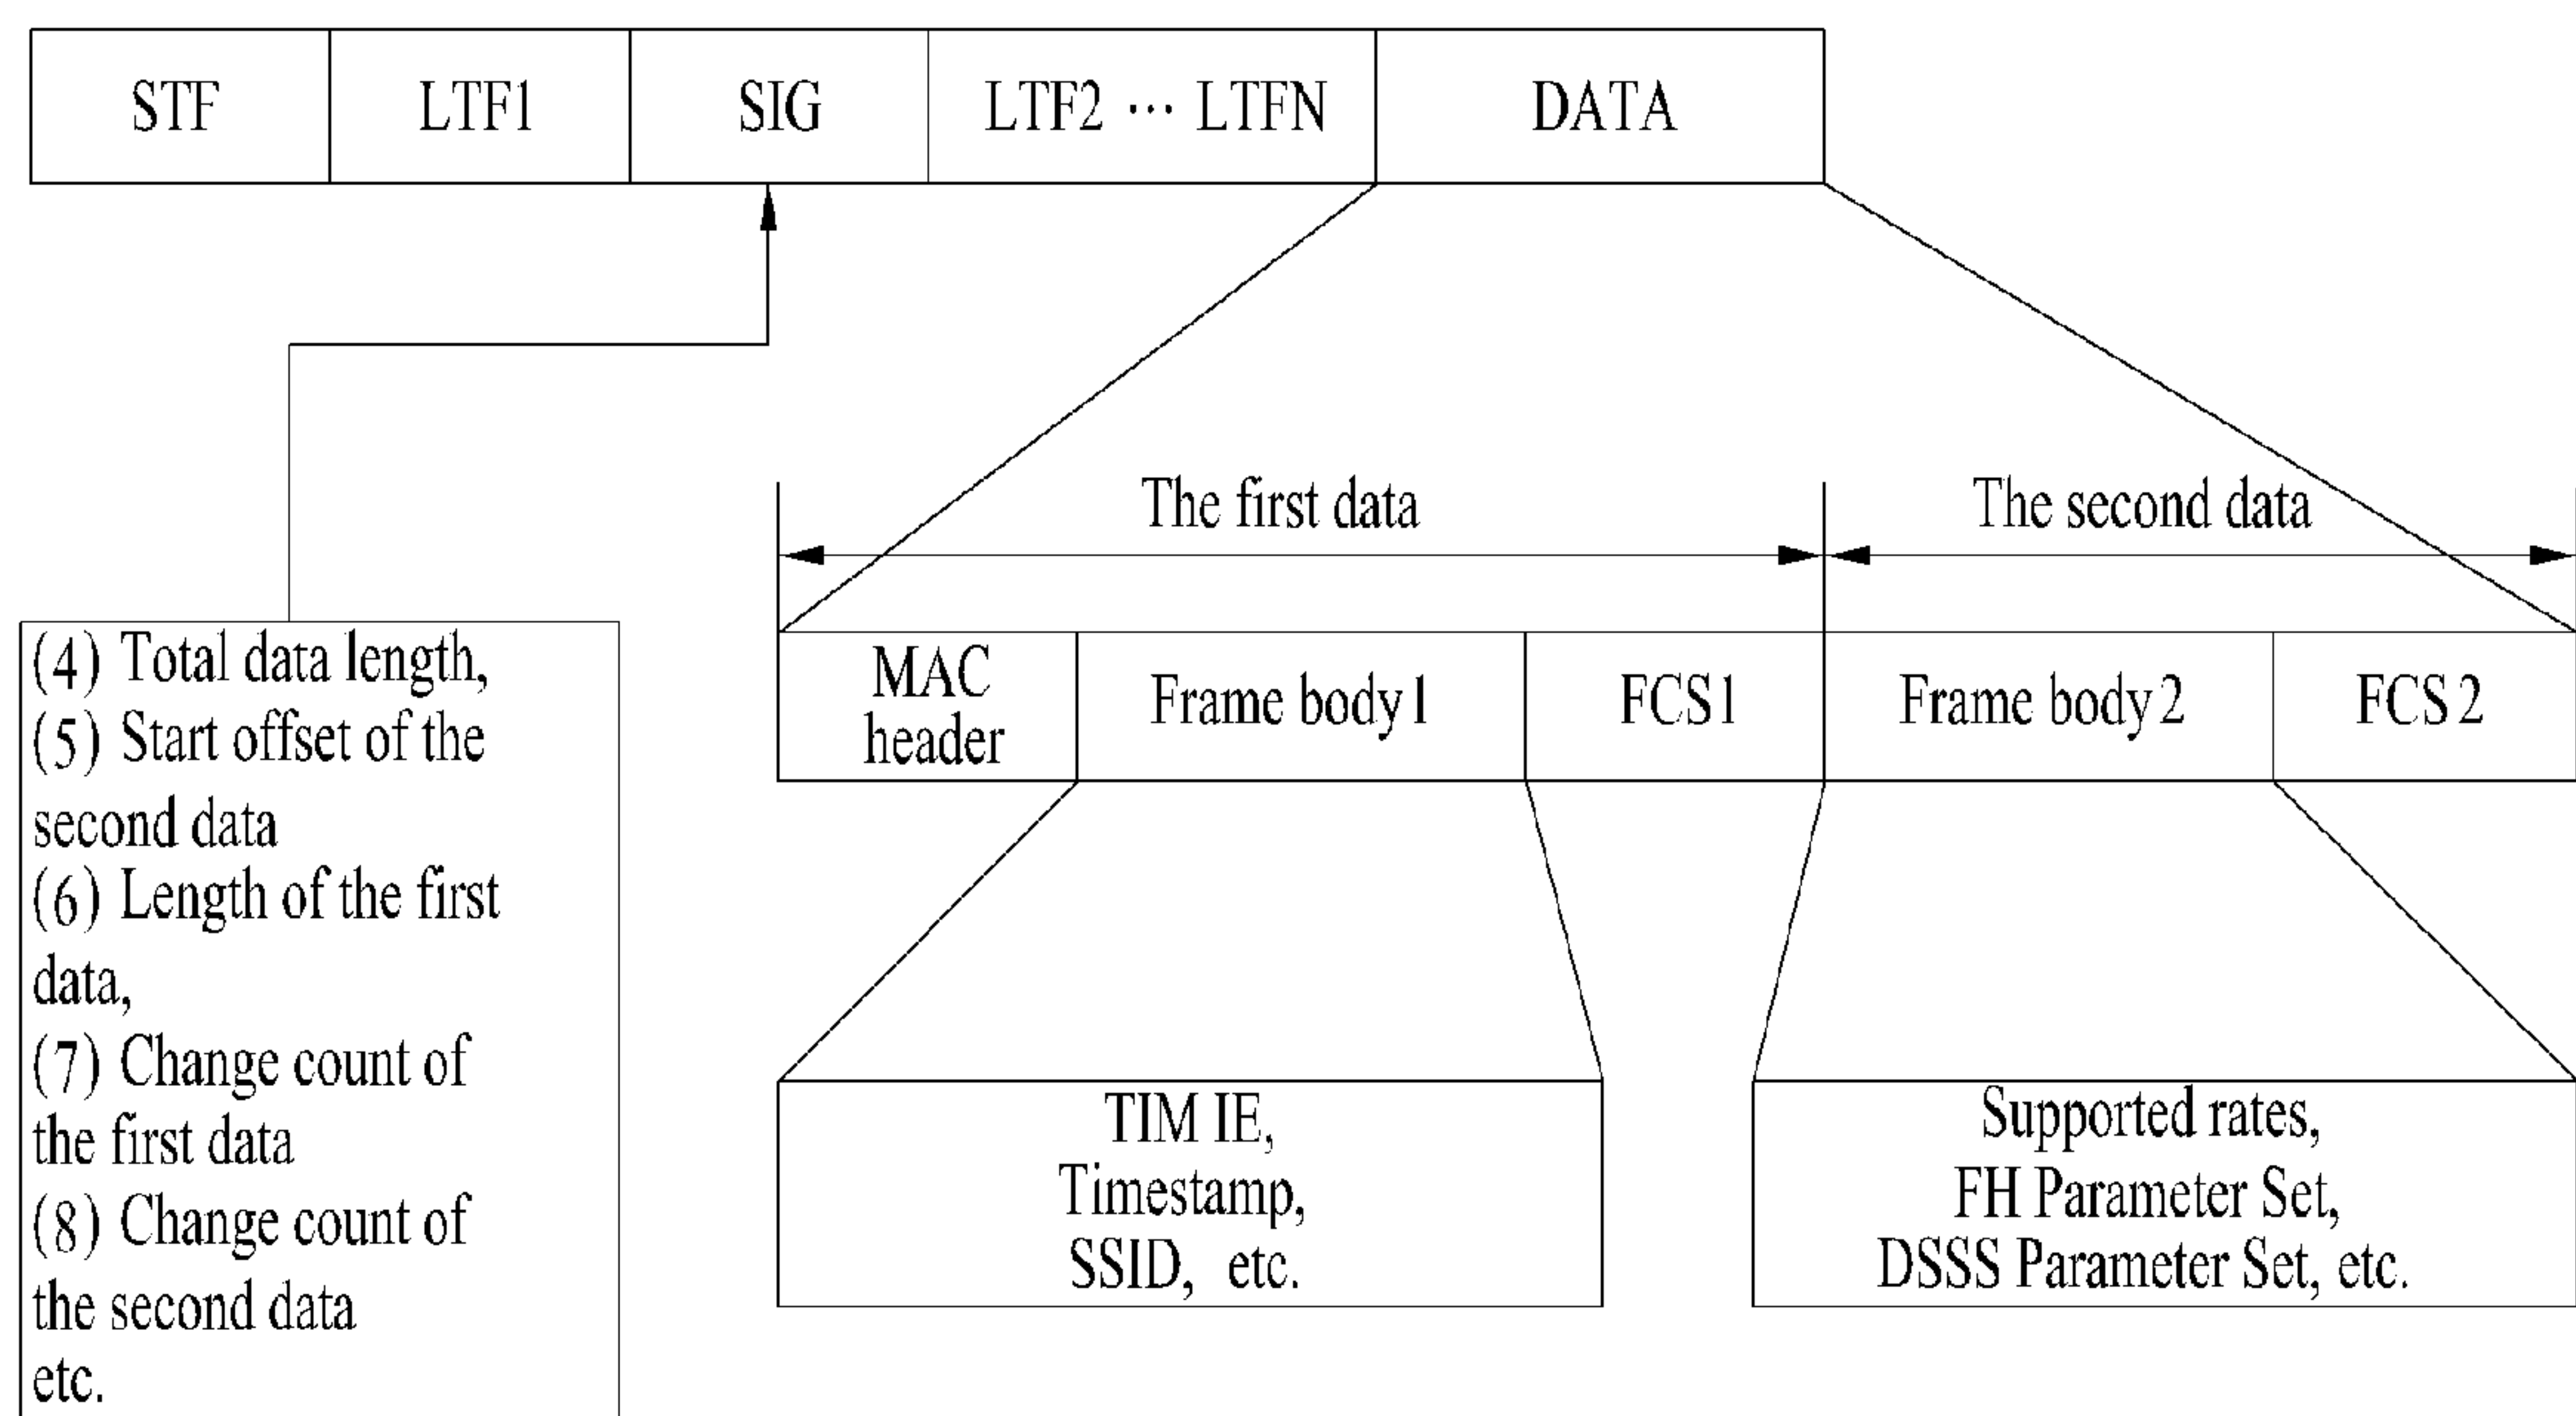 STF LTF1 SIG LTF2 ··· LTFN DATA
The first data The second data
MAC header Frame body1 FCS1 Frame body2 FCS2
(4) Total data length,
(5) Start offset of the
second data
(6) Length of the first
data,
(7) Change count of
the first data
(8) Change count of
the second data
etc.
TIM IE,
Timestamp,
SSID, etc.
Supported rates,
FH Parameter Set,
DSSS Parameter Set, etc.